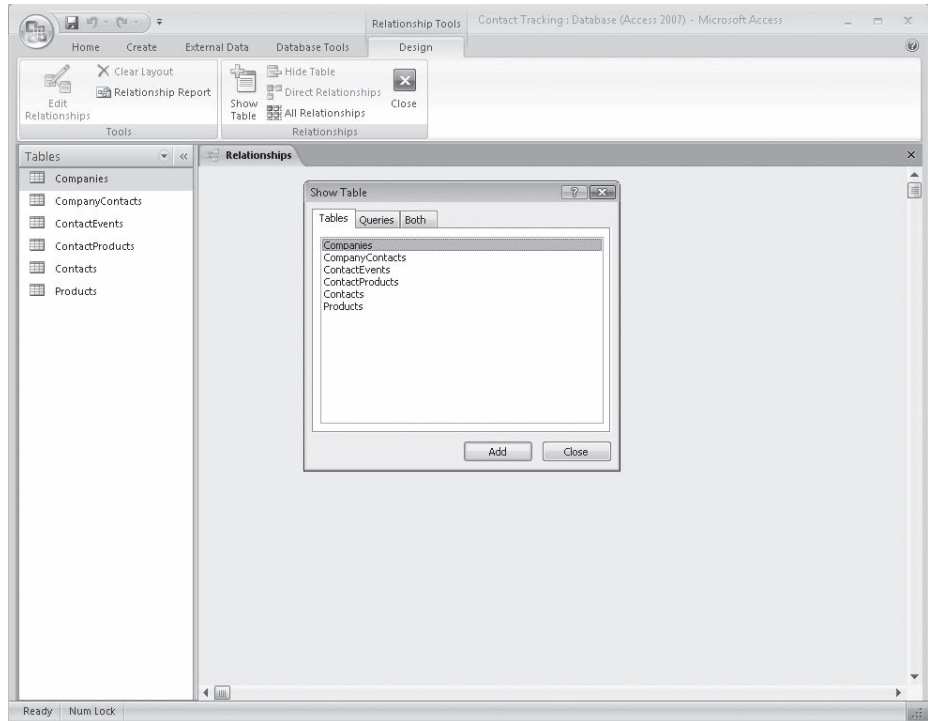 Relationship Tools
Contact Tracking : Database (Access 2007) - Microsoft Access
Home Create External Data Database Tools Design
Edit Relationships
Clear Layout
Relationship Report
Tools
Show Table
Hide Table
Direct Relationships
All Relationships
Close
Relationships
Tables
Companies
CompanyContacts
ContactEvents
ContactProducts
Contacts
Products
Relationships
Show Table
Tables Queries Both
Companies
CompanyContacts
ContactEvents
ContactProducts
Contacts
Products
Add Close
Ready Num Lock